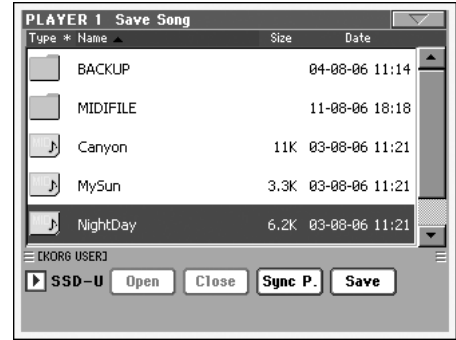 PLAYER 1 Save Song
Type * Name Size Date
BACKUP 04-08-06 11:14
MIDIFILE 11-08-06 18:18
Canyon 11K 03-08-06 11:21
MySun 3.3K 03-08-06 11:21
NightDay 6.2K 03-08-06 11:21
[KORG USER]
SSD-U Open Close Sync P. Save